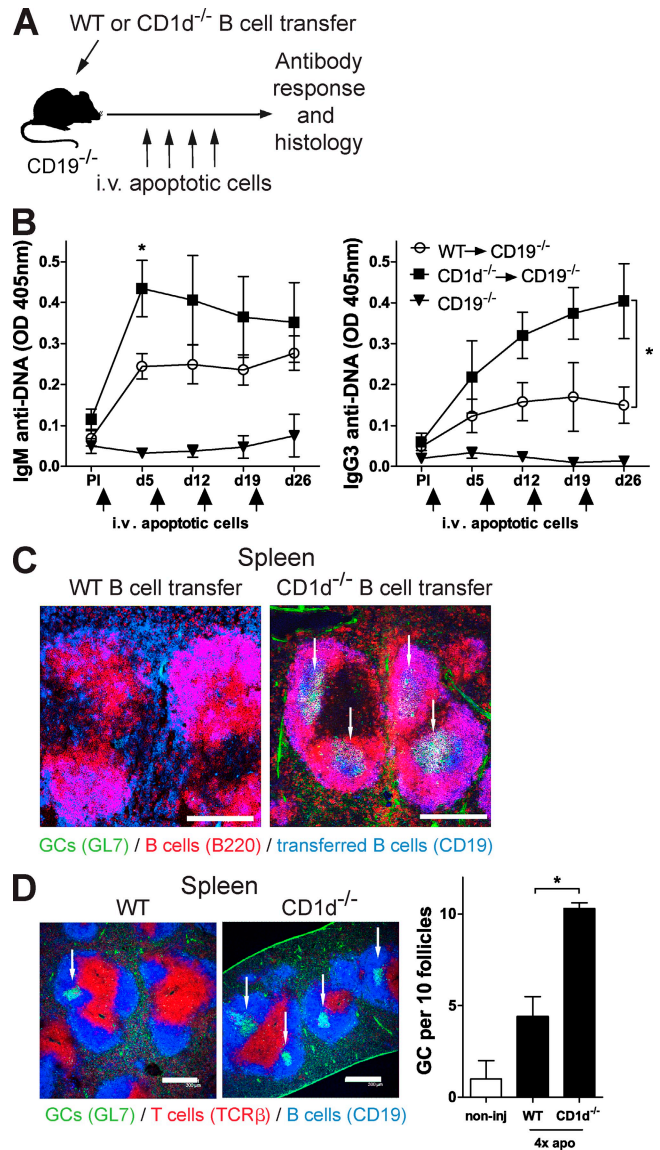 A
WT or CD1d-/- B cell transfer
CD19-/-
i.v. apoptotic cells
Antibody
response
and
histology
B
IgM anti-DNA (OD 405nm)
0.5
0.4
0.3
0.2
0.1
0.0
*
PI d5 d12 d19 d26
i.v. apoptotic cells
IgG3 anti-DNA (OD 405nm)
0.5
0.4
0.3
0.2
0.1
0.0
WT → CD19-/-
CD1d-/- → CD19-/-
CD19-/-
*
PI d5 d12 d19 d26
i.v. apoptotic cells
C
Spleen
WT B cell transfer
CD1d-/- B cell transfer
GCs (GL7) / B cells (B220) / transferred B cells (CD19)
D
Spleen
WT
CD1d-/-
200 µm
200 µm
GCs (GL7) / T cells (TCRβ) / B cells (CD19)
GC per 10 follicles
10
5
0
*
non-inj WT CD1d-/-
4x apo